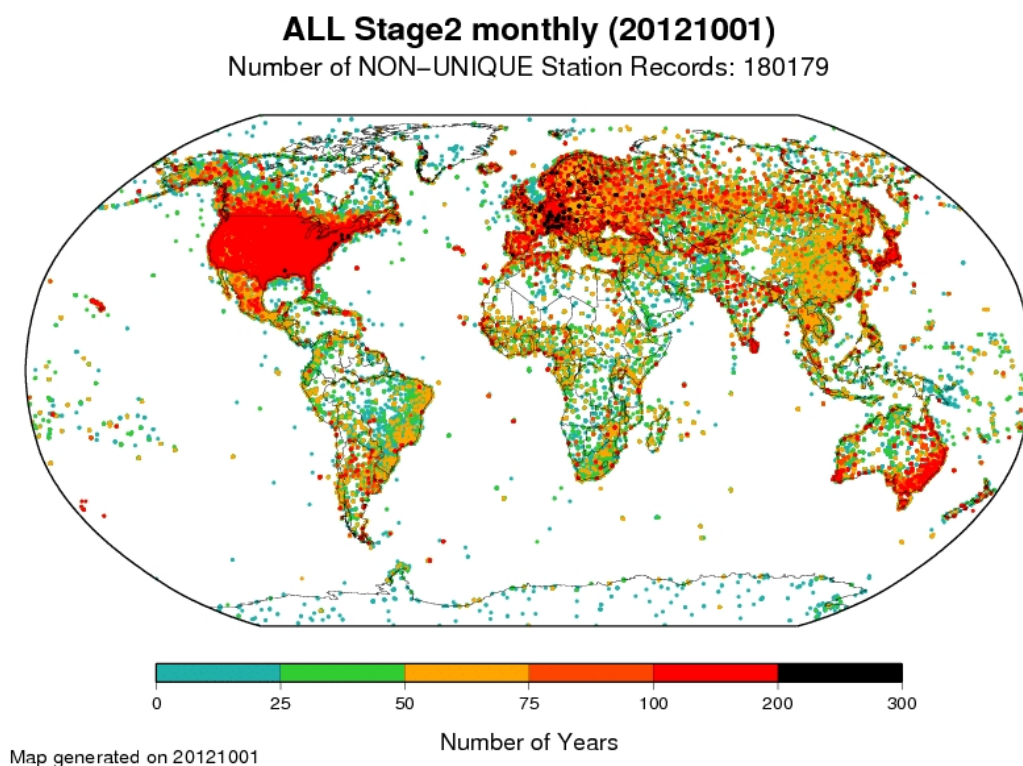 ALL Stage2 monthly (20121001)
Number of NON−UNIQUE Station Records: 180179
0 25 50 75 100 200 300
Number of Years
Map generated on 20121001